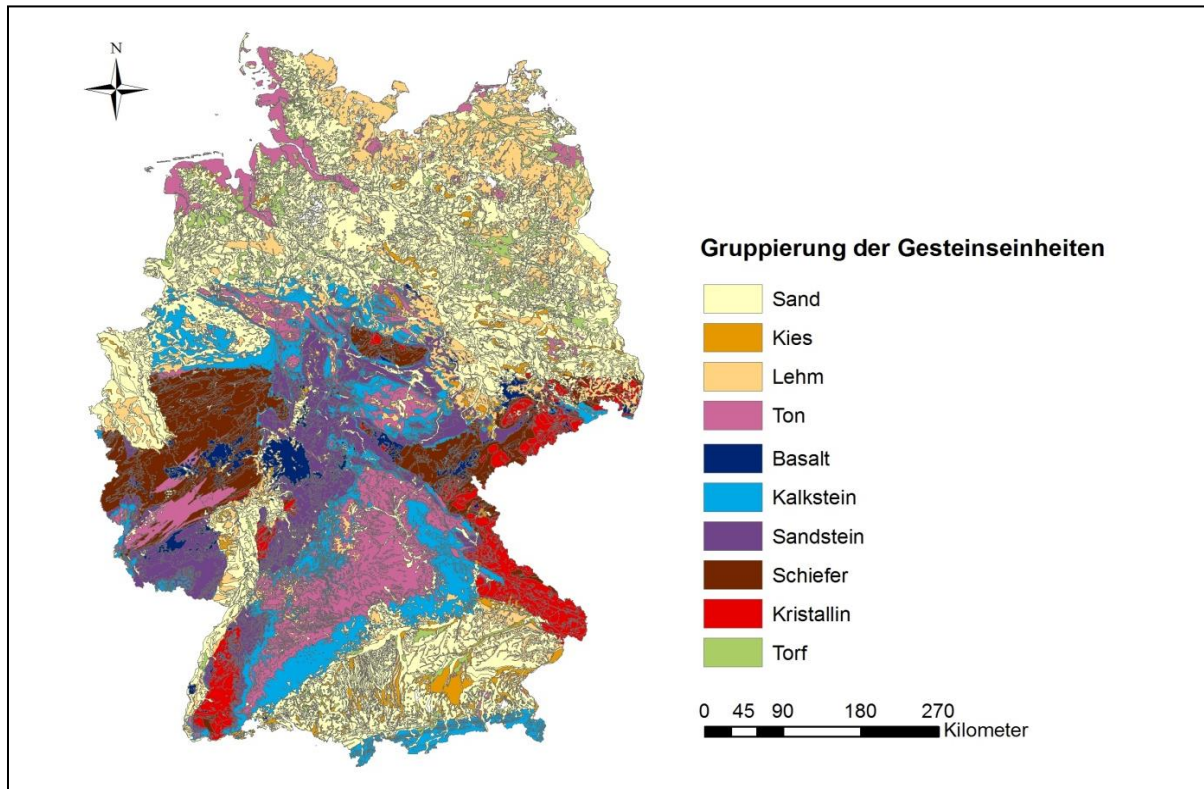 N
Gruppierung der Gesteinseinheiten
Sand
Kies
Lehm
Ton
Basalt
Kalkstein
Sandstein
Schiefer
Kristallin
Torf
0 45 90 180 270
Kilometer